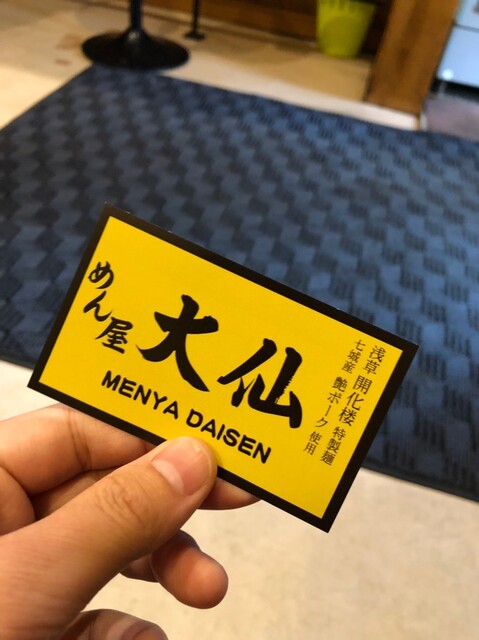 めん屋
大仙
MENYA DAISEN
浅草 開化楼 特製麺
七城産 艶ポーク 使用